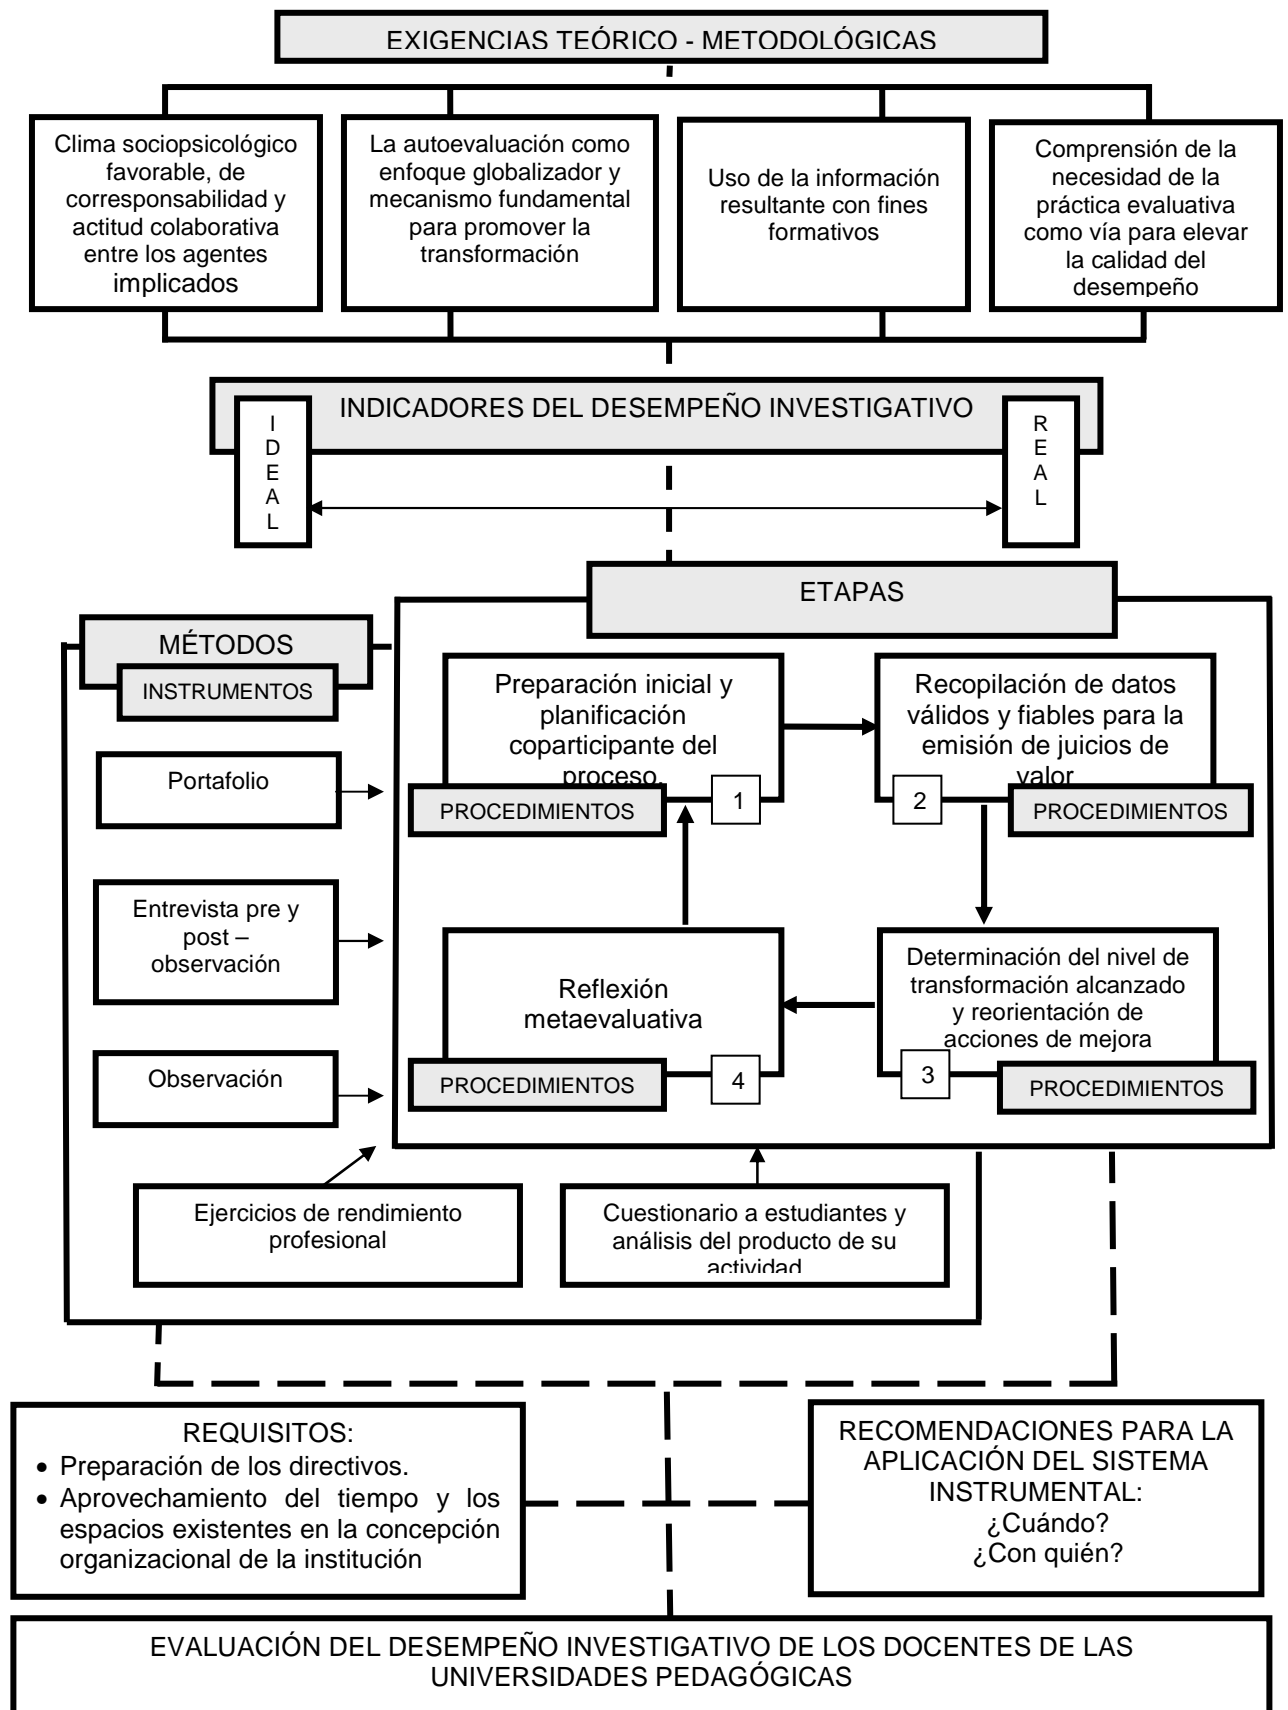 EXIGENCIAS TEÓRICO - METODOLÓGICAS
Clima sociopsicológico
favorable, de
corresponsabilidad y
actitud colaborativa
entre los agentes
implicados
La autoevaluación como
enfoque globalizador y
mecanismo fundamental
para promover la
transformación
Uso de la información
resultante con fines
formativos
Comprensión de la
necesidad de la
práctica evaluativa
como vía para elevar
la calidad del
desempeño
INDICADORES DEL DESEMPEÑO INVESTIGATIVO
I
D
E
A
L
R
E
A
L
ETAPAS
MÉTODOS
INSTRUMENTOS
Portafolio
Entrevista pre y
post –
observación
Observación
Ejercicios de rendimiento
profesional
Cuestionario a estudiantes y
análisis del producto de su
actividad
Preparación inicial y
planificación
coparticipante del
proceso.
PROCEDIMIENTOS
1
Recopilación de datos
válidos y fiables para la
emisión de juicios de
valor
2
PROCEDIMIENTOS
Determinación del nivel de
transformación alcanzado
y reorientación de
acciones de mejora
3
PROCEDIMIENTOS
Reflexión
metaevaluativa
PROCEDIMIENTOS
4
REQUISITOS:
• Preparación de los directivos.
• Aprovechamiento del tiempo y los
espacios existentes en la concepción
organizacional de la institución
RECOMENDACIONES PARA LA
APLICACIÓN DEL SISTEMA
INSTRUMENTAL:
¿Cuándo?
¿Con quién?
EVALUACIÓN DEL DESEMPEÑO INVESTIGATIVO DE LOS DOCENTES DE LAS
UNIVERSIDADES PEDAGÓGICAS